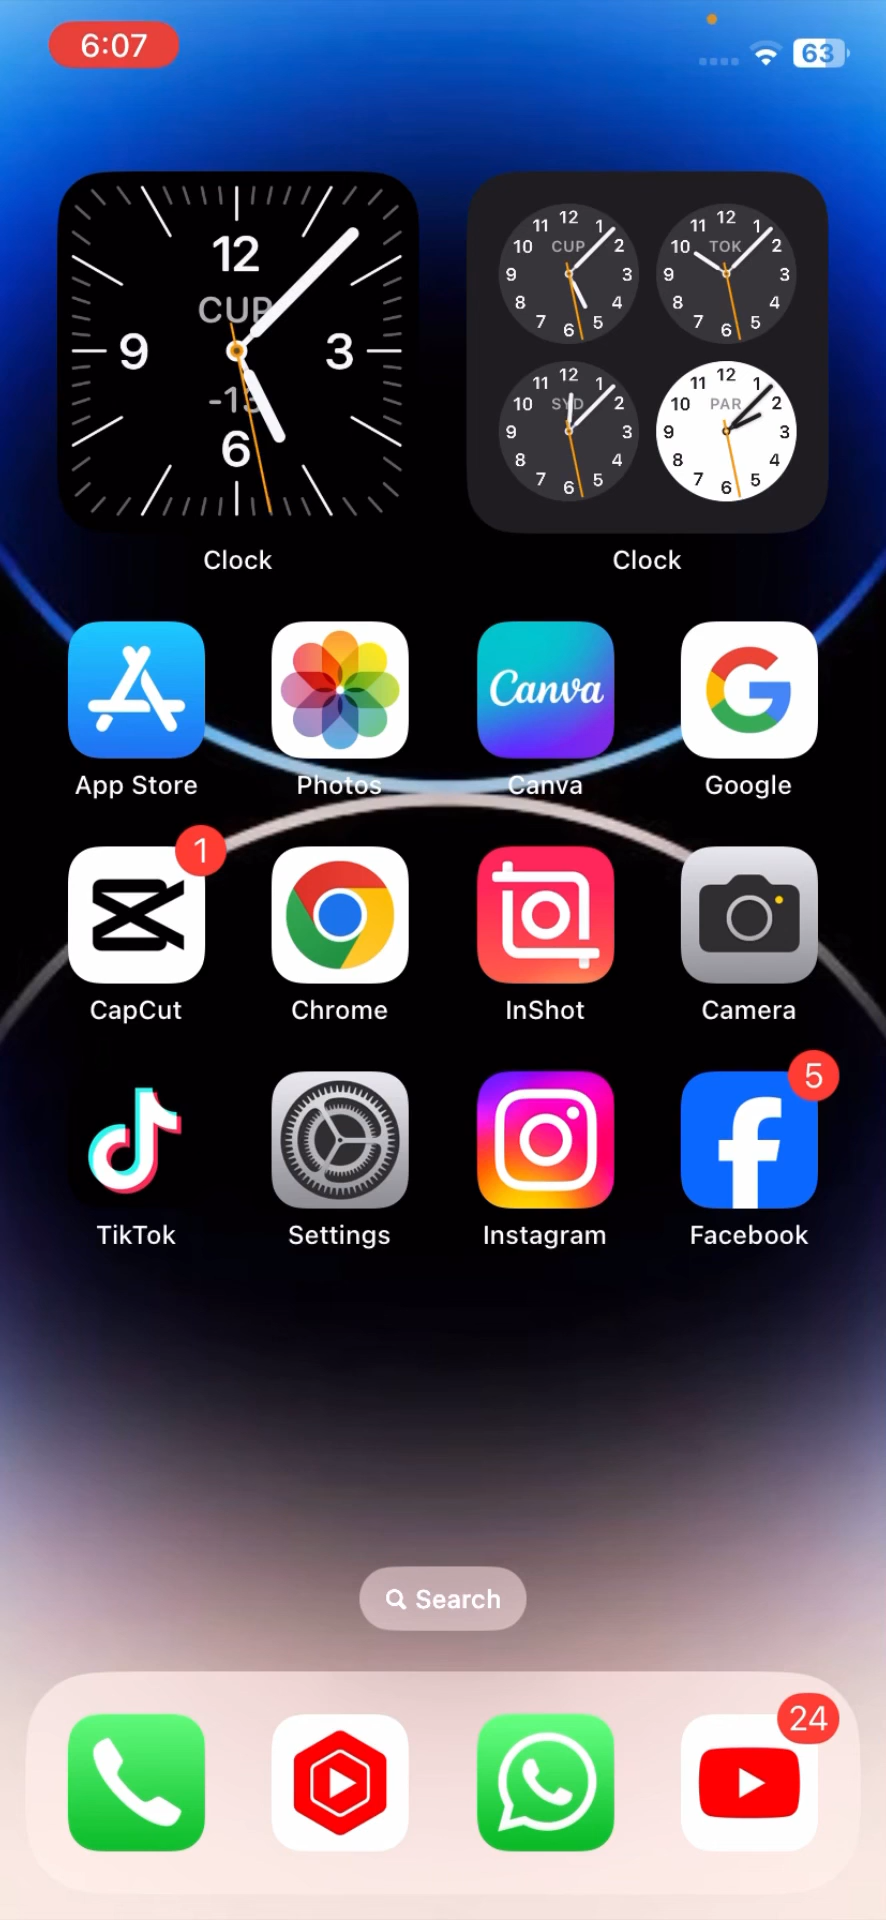 6:07
63
12
CUP
9
3
-13
6
12
11
1
CUP
10
2
9
3
8
4
7
5
6
12
11
1
TOK
10
2
9
3
8
4
7
5
6
12
11
1
SYD
10
2
9
3
8
4
7
5
6
12
11
1
PAR
10
2
9
3
8
4
7
5
6
Clock
Clock
Canva
App Store
Photos
Canva
Google
1
CapCut
Chrome
InShot
Camera
5
TikTok
Settings
Instagram
Facebook
Search
24